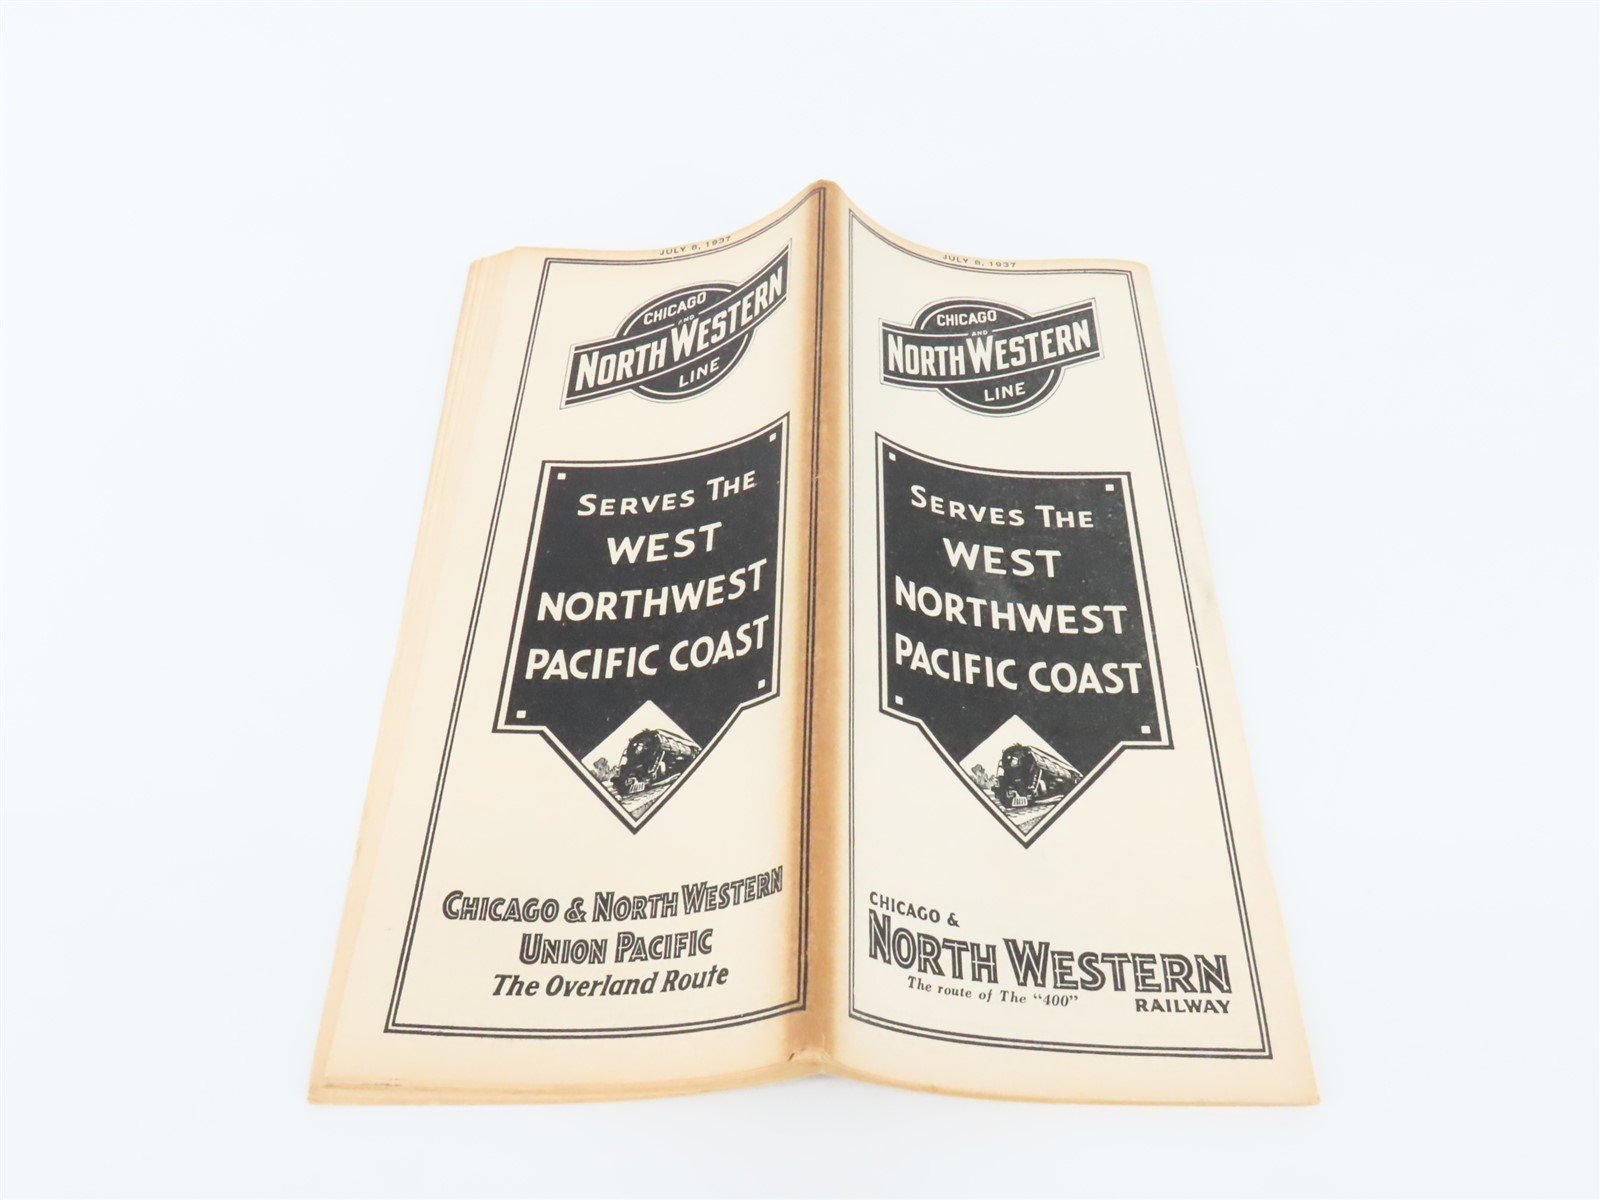 JULY 8, 1937
CHICAGO
AND
NORTH WESTERN
LINE
SERVES THE
WEST
NORTHWEST
PACIFIC COAST
CHICAGO & NORTH WESTERN
UNION PACIFIC
The Overland Route
JULY 8, 1937
CHICAGO
AND
NORTH WESTERN
LINE
SERVES THE
WEST
NORTHWEST
PACIFIC COAST
CHICAGO &
NORTH WESTERN
The route of The "400"
RAILWAY